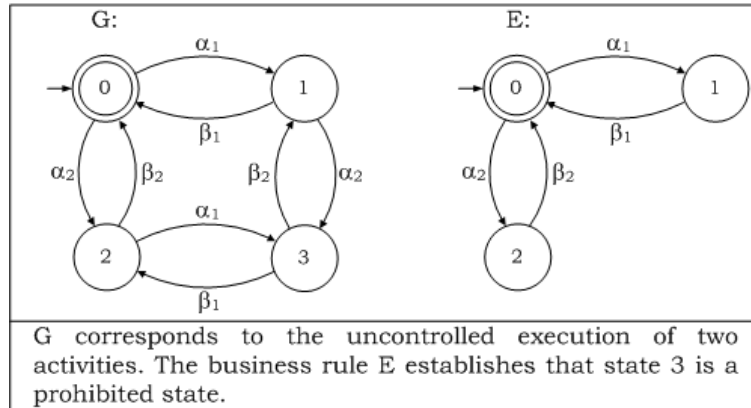 G:
E:
α1
α1
0
1
0
1
β1
β1
α2
β2
β2
α2
α2
β2
α1
2
3
2
β1
G corresponds to the uncontrolled execution of two
activities. The business rule E establishes that state 3 is a
prohibited state.